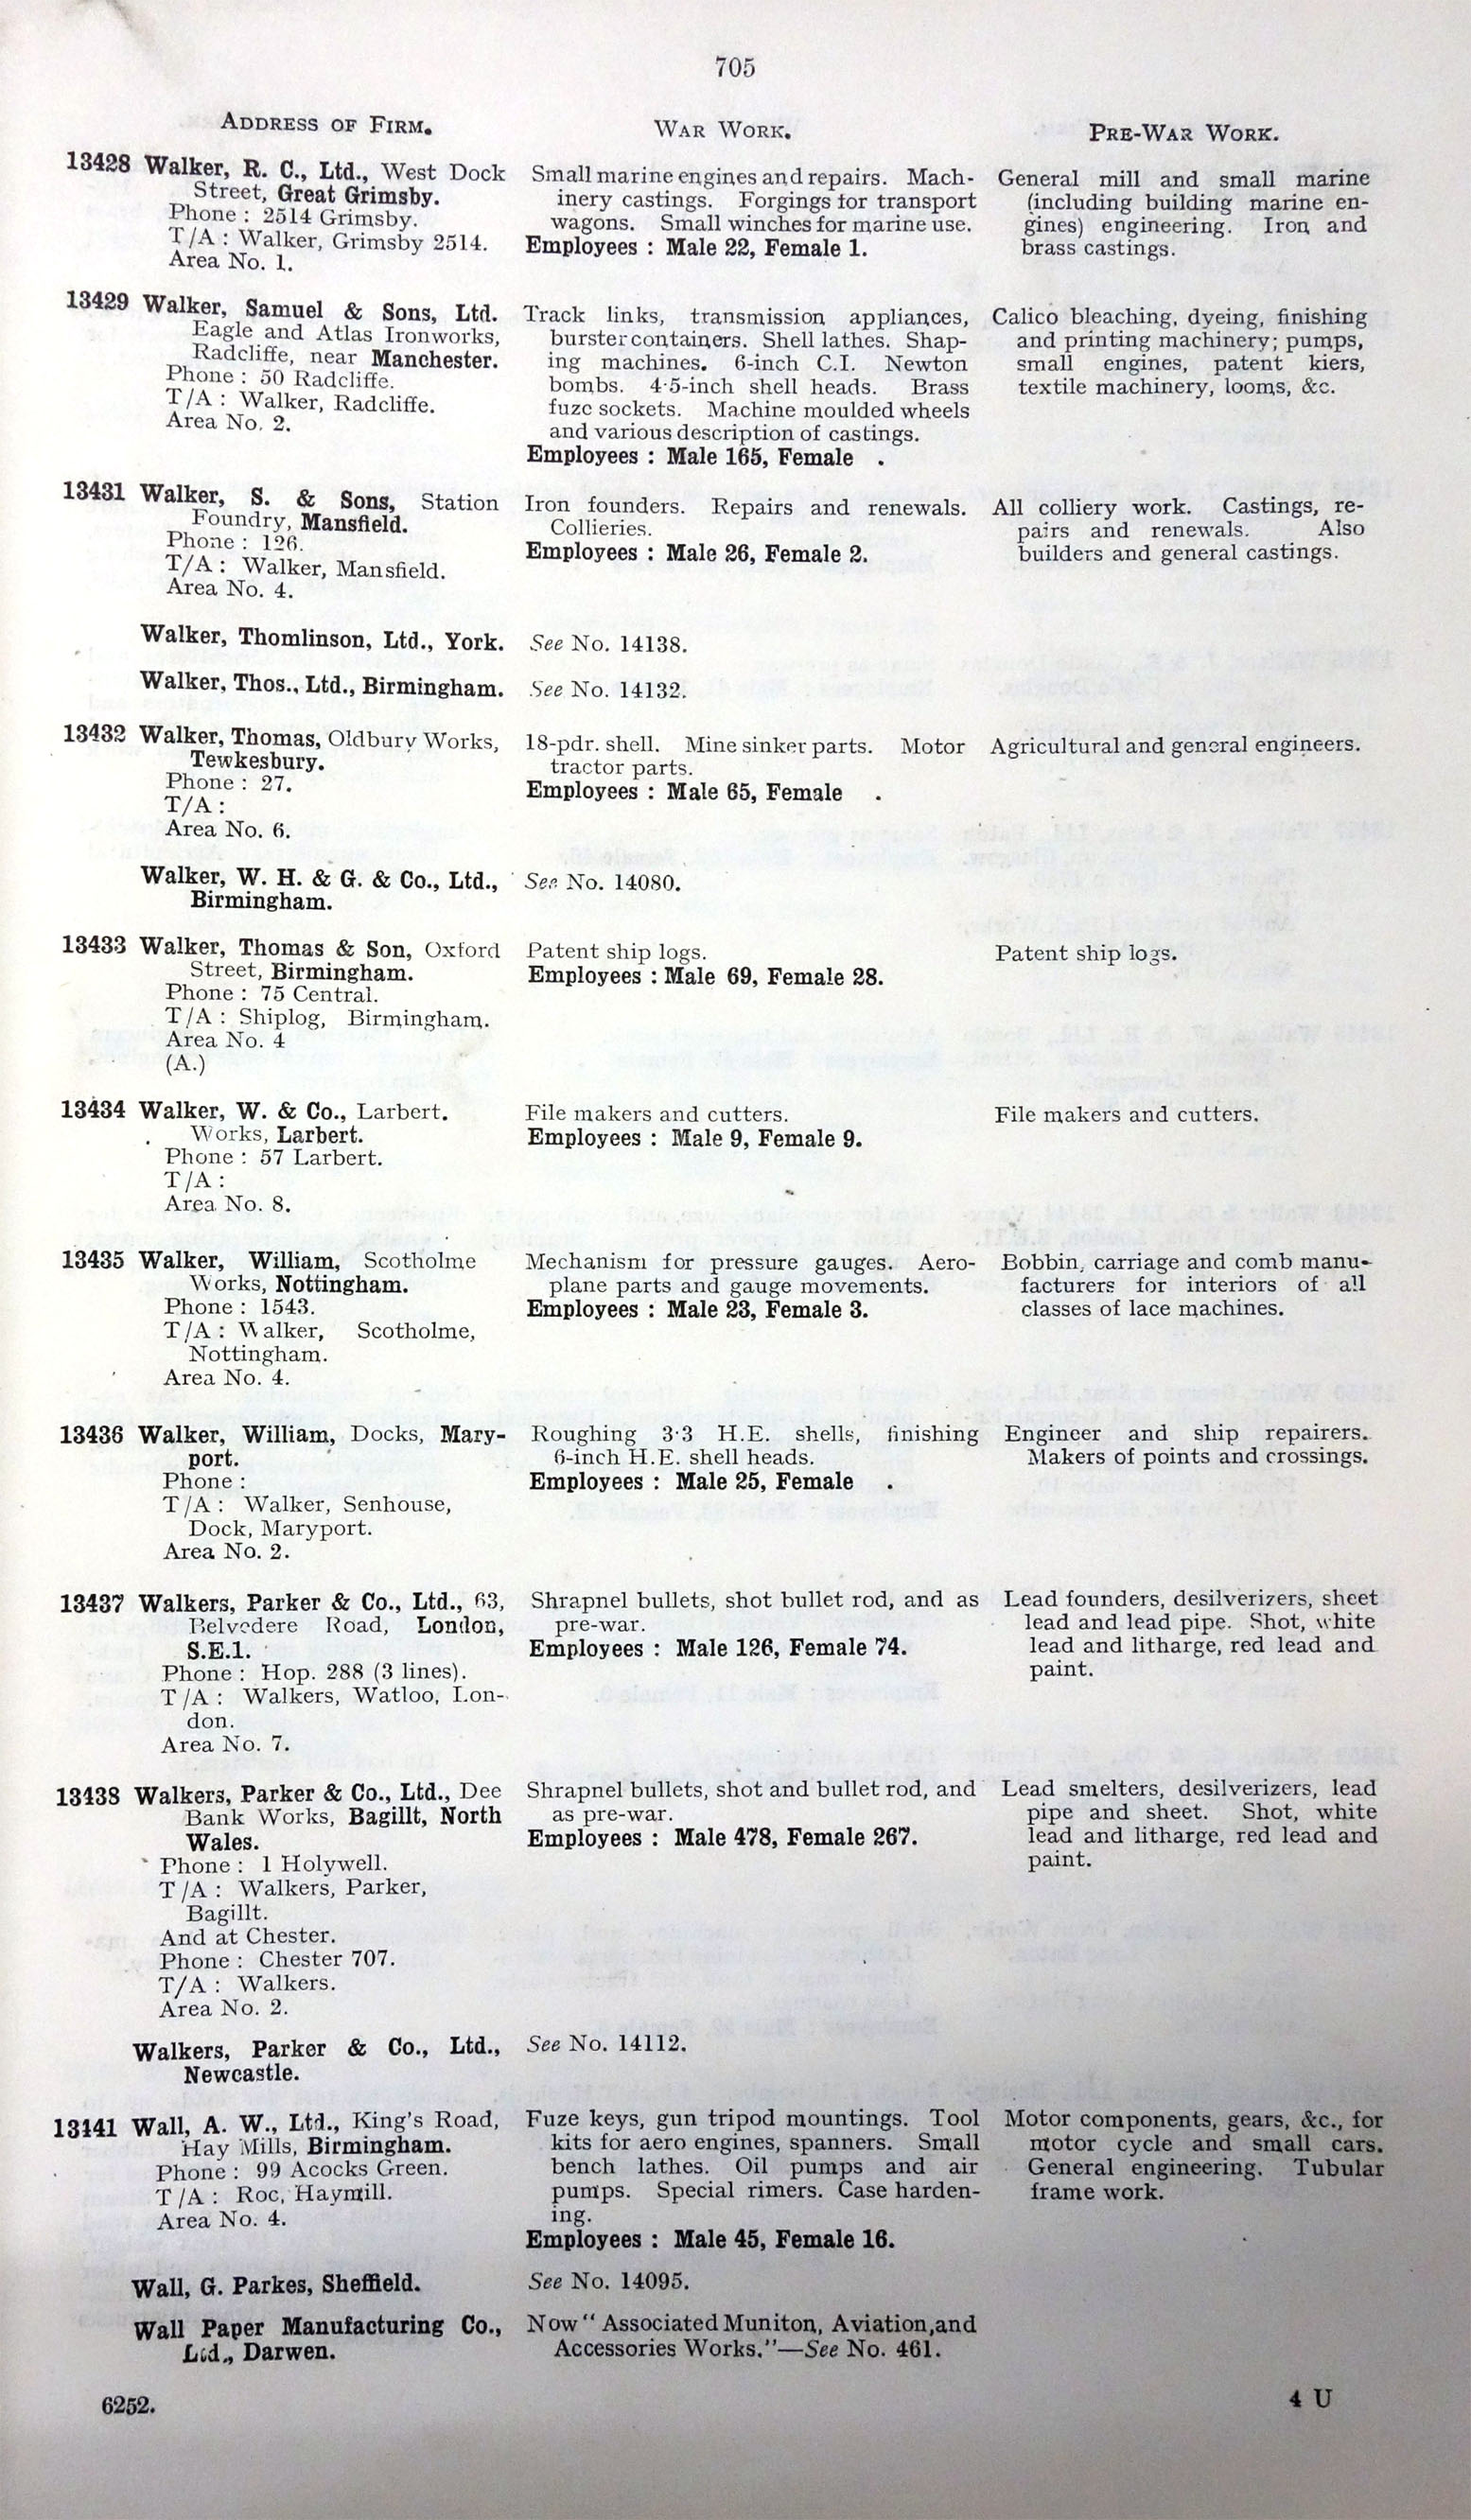 705
ADDRESS OF FIRM.
WAR WORK.
PRE-WAR WORK.
13428 Walker, R. C., Ltd., West Dock
Street, Great Grimsby.
Phone : 2514 Grimsby.
T/A : Walker, Grimsby 2514.
Area No. 1.
Small marine engines and repairs. Mach-
inery castings. Forgings for transport
wagons. Small winches for marine use.
Employees : Male 22, Female 1.
General mill and small marine
(including building marine en-
gines) engineering. Iron and
brass castings.
13429 Walker, Samuel & Sons, Ltd.
Eagle and Atlas Ironworks,
Radcliffe, near Manchester.
Phone : 50 Radcliffe.
T/A : Walker, Radcliffe.
Area No. 2.
Track links, transmission appliances,
burster containers. Shell lathes. Shap-
ing machines. 6-inch C.I. Newton
bombs. 4·5-inch shell heads. Brass
fuze sockets. Machine moulded wheels
and various description of castings.
Employees : Male 165, Female .
Calico bleaching, dyeing, finishing
and printing machinery; pumps,
small engines, patent kiers,
textile machinery, looms, &c.
13431 Walker, S. & Sons, Station
Foundry, Mansfield.
Phone : 126.
T/A : Walker, Mansfield.
Area No. 4.
Iron founders. Repairs and renewals.
Collieries.
Employees : Male 26, Female 2.
All colliery work. Castings, re-
pairs and renewals. Also
builders and general castings.
Walker, Thomlinson, Ltd., York.
See No. 14138.
Walker, Thos., Ltd., Birmingham.
See No. 14132.
13432 Walker, Thomas, Oldbury Works,
Tewkesbury.
Phone : 27.
T/A :
Area No. 6.
18-pdr. shell. Mine sinker parts. Motor
tractor parts.
Employees : Male 65, Female .
Agricultural and general engineers.
Walker, W. H. & G. & Co., Ltd.,
Birmingham.
See No. 14080.
13433 Walker, Thomas & Son, Oxford
Street, Birmingham.
Phone : 75 Central.
T/A : Shiplog, Birmingham.
Area No. 4
(A.)
Patent ship logs.
Employees : Male 69, Female 28.
Patent ship logs.
13434 Walker, W. & Co., Larbert.
Works, Larbert.
Phone : 57 Larbert.
T/A :
Area No. 8.
File makers and cutters.
Employees : Male 9, Female 9.
File makers and cutters.
13435 Walker, William, Scotholme
Works, Nottingham.
Phone : 1543.
T/A : Walker, Scotholme,
Nottingham.
Area No. 4.
Mechanism for pressure gauges. Aero-
plane parts and gauge movements.
Employees : Male 23, Female 3.
Bobbin, carriage and comb manu-
facturers for interiors of all
classes of lace machines.
13436 Walker, William, Docks, Mary-
port.
Phone :
T/A : Walker, Senhouse,
Dock, Maryport.
Area No. 2.
Roughing 3·3 H.E. shells, finishing
6-inch H.E. shell heads.
Employees : Male 25, Female .
Engineer and ship repairers.
Makers of points and crossings.
13437 Walkers, Parker & Co., Ltd., 63,
Belvedere Road, London,
S.E.1.
Phone : Hop. 288 (3 lines).
T/A : Walkers, Watloo, Lon-
don.
Area No. 7.
Shrapnel bullets, shot bullet rod, and as
pre-war.
Employees : Male 126, Female 74.
Lead founders, desilverizers, sheet
lead and lead pipe. Shot, white
lead and litharge, red lead and
paint.
13438 Walkers, Parker & Co., Ltd., Dee
Bank Works, Bagillt, North
Wales.
Phone : 1 Holywell.
T/A : Walkers, Parker,
Bagillt.
And at Chester.
Phone : Chester 707.
T/A : Walkers.
Area No. 2.
Shrapnel bullets, shot and bullet rod, and
as pre-war.
Employees : Male 478, Female 267.
Lead smelters, desilverizers, lead
pipe and sheet. Shot, white
lead and litharge, red lead and
paint.
Walkers, Parker & Co., Ltd.,
Newcastle.
See No. 14112.
13441 Wall, A. W., Ltd., King's Road,
Hay Mills, Birmingham.
Phone : 99 Acocks Green.
T/A : Roc, Haymill.
Area No. 4.
Fuze keys, gun tripod mountings. Tool
kits for aero engines, spanners. Small
bench lathes. Oil pumps and air
pumps. Special rimers. Case harden-
ing.
Employees : Male 45, Female 16.
Motor components, gears, &c., for
motor cycle and small cars.
General engineering. Tubular
frame work.
Wall, G. Parkes, Sheffield.
See No. 14095.
Wall Paper Manufacturing Co.,
Ltd., Darwen.
Now " Associated Muniton, Aviation, and
Accessories Works."—See No. 461.
6252.
4 U